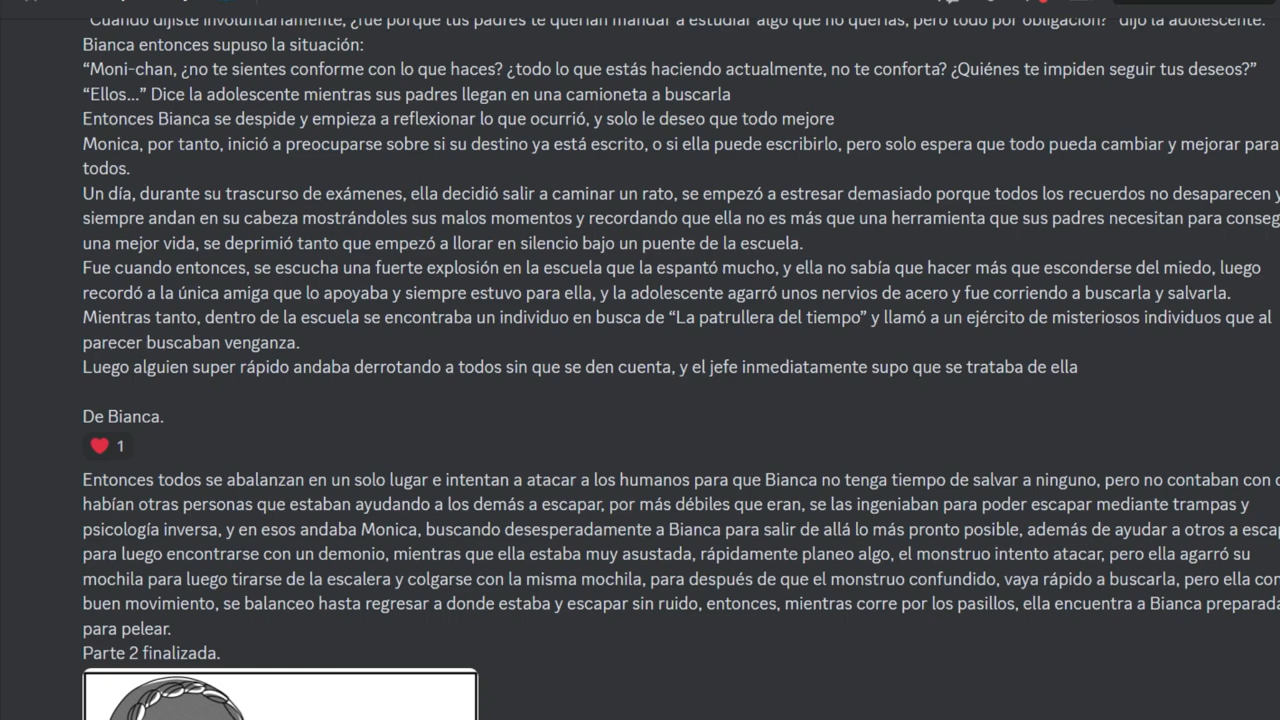 “Cuando dijiste involuntariamente, ¿fue porque tus padres te querían mandar a estudiar algo que no querías, pero todo por obligación?” dijo la adolescente.
Bianca entonces supuso la situación:
“Moni-chan, ¿no te sientes conforme con lo que haces? ¿todo lo que estás haciendo actualmente, no te conforta? ¿Quiénes te impiden seguir tus deseos?”
“Ellos...” Dice la adolescente mientras sus padres llegan en una camioneta a buscarla
Entonces Bianca se despide y empieza a reflexionar lo que ocurrió, y solo le deseo que todo mejore
Monica, por tanto, inició a preocuparse sobre si su destino ya está escrito, o si ella puede escribirlo, pero solo espera que todo pueda cambiar y mejorar para
todos.
Un día, durante su trascurso de exámenes, ella decidió salir a caminar un rato, se empezó a estresar demasiado porque todos los recuerdos no desaparecen y
siempre andan en su cabeza mostrándoles sus malos momentos y recordando que ella no es más que una herramienta que sus padres necesitan para conseg
una mejor vida, se deprimió tanto que empezó a llorar en silencio bajo un puente de la escuela.
Fue cuando entonces, se escucha una fuerte explosión en la escuela que la espantó mucho, y ella no sabía que hacer más que esconderse del miedo, luego
recordó a la única amiga que lo apoyaba y siempre estuvo para ella, y la adolescente agarró unos nervios de acero y fue corriendo a buscarla y salvarla.
Mientras tanto, dentro de la escuela se encontraba un individuo en busca de “La patrullera del tiempo” y llamó a un ejército de misteriosos individuos que al
parecer buscaban venganza.
Luego alguien super rápido andaba derrotando a todos sin que se den cuenta, y el jefe inmediatamente supo que se trataba de ella
De Bianca.
1
Entonces todos se abalanzan en un solo lugar e intentan a atacar a los humanos para que Bianca no tenga tiempo de salvar a ninguno, pero no contaban con
habían otras personas que estaban ayudando a los demás a escapar, por más débiles que eran, se las ingeniaban para poder escapar mediante trampas y
psicología inversa, y en esos andaba Monica, buscando desesperadamente a Bianca para salir de allá lo más pronto posible, además de ayudar a otros a esca
para luego encontrarse con un demonio, mientras que ella estaba muy asustada, rápidamente planeo algo, el monstruo intento atacar, pero ella agarró su
mochila para luego tirarse de la escalera y colgarse con la misma mochila, para después de que el monstruo confundido, vaya rápido a buscarla, pero ella con
buen movimiento, se balanceo hasta regresar a donde estaba y escapar sin ruido, entonces, mientras corre por los pasillos, ella encuentra a Bianca preparada
para pelear.
Parte 2 finalizada.